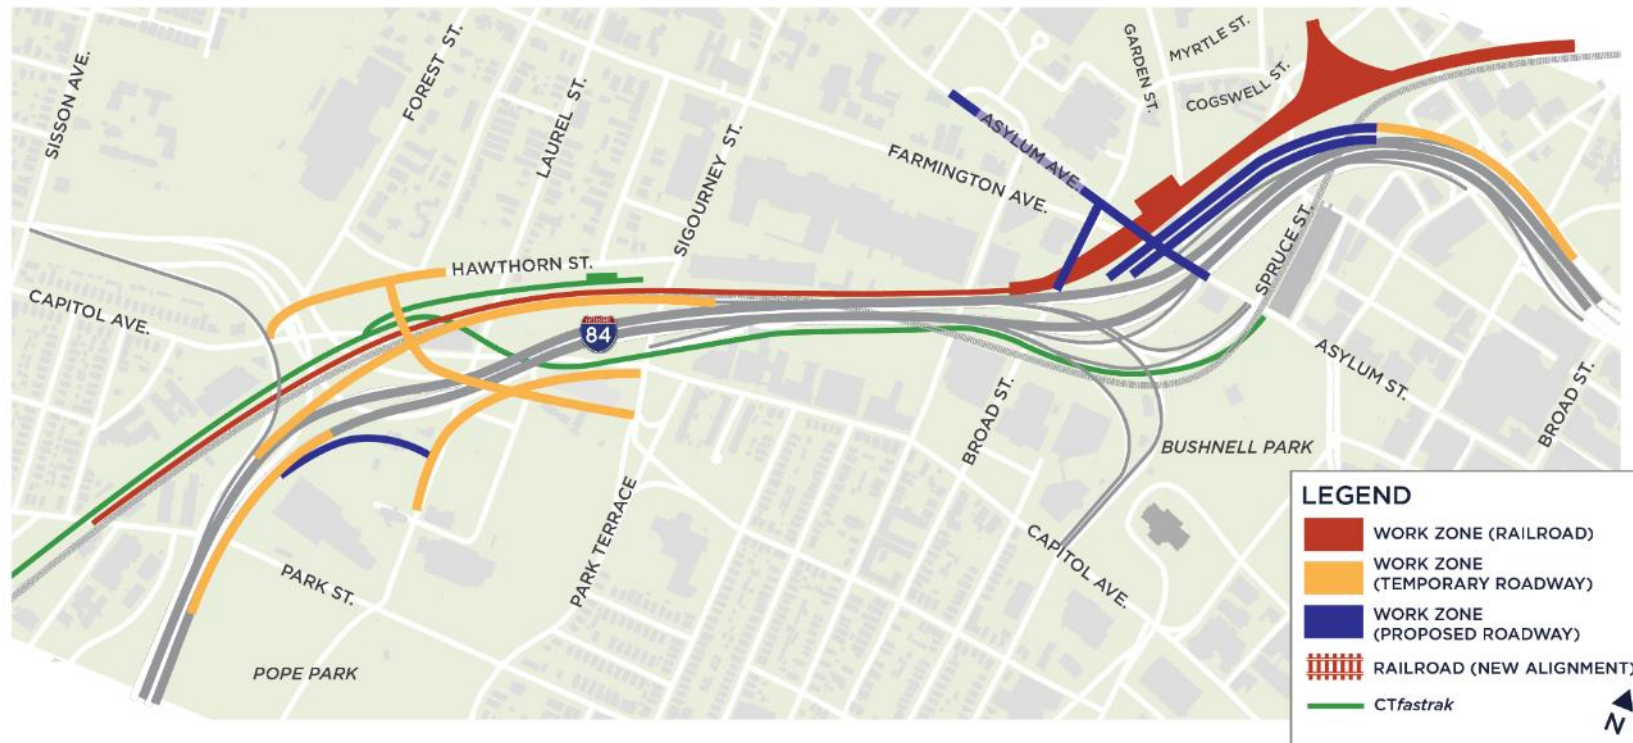 SISSON AVE.
FOREST ST.
LAUREL ST.
SIGOURNEY ST.
GARDEN ST.
MYRTLE ST.
COGSWELL ST.
ASYLUM AVE.
FARMINGTON AVE.
HAWTHORN ST.
CAPITOL AVE.
84
SPRUCE ST.
ASYLUM ST.
BROAD ST.
BROAD ST.
BUSHNELL PARK
CAPITOL AVE.
PARK TERRACE
PARK ST.
POPE PARK
LEGEND
WORK ZONE (RAILROAD)
WORK ZONE
(TEMPORARY ROADWAY)
WORK ZONE
(PROPOSED ROADWAY)
RAILROAD (NEW ALIGNMENT)
CTfastrak
N